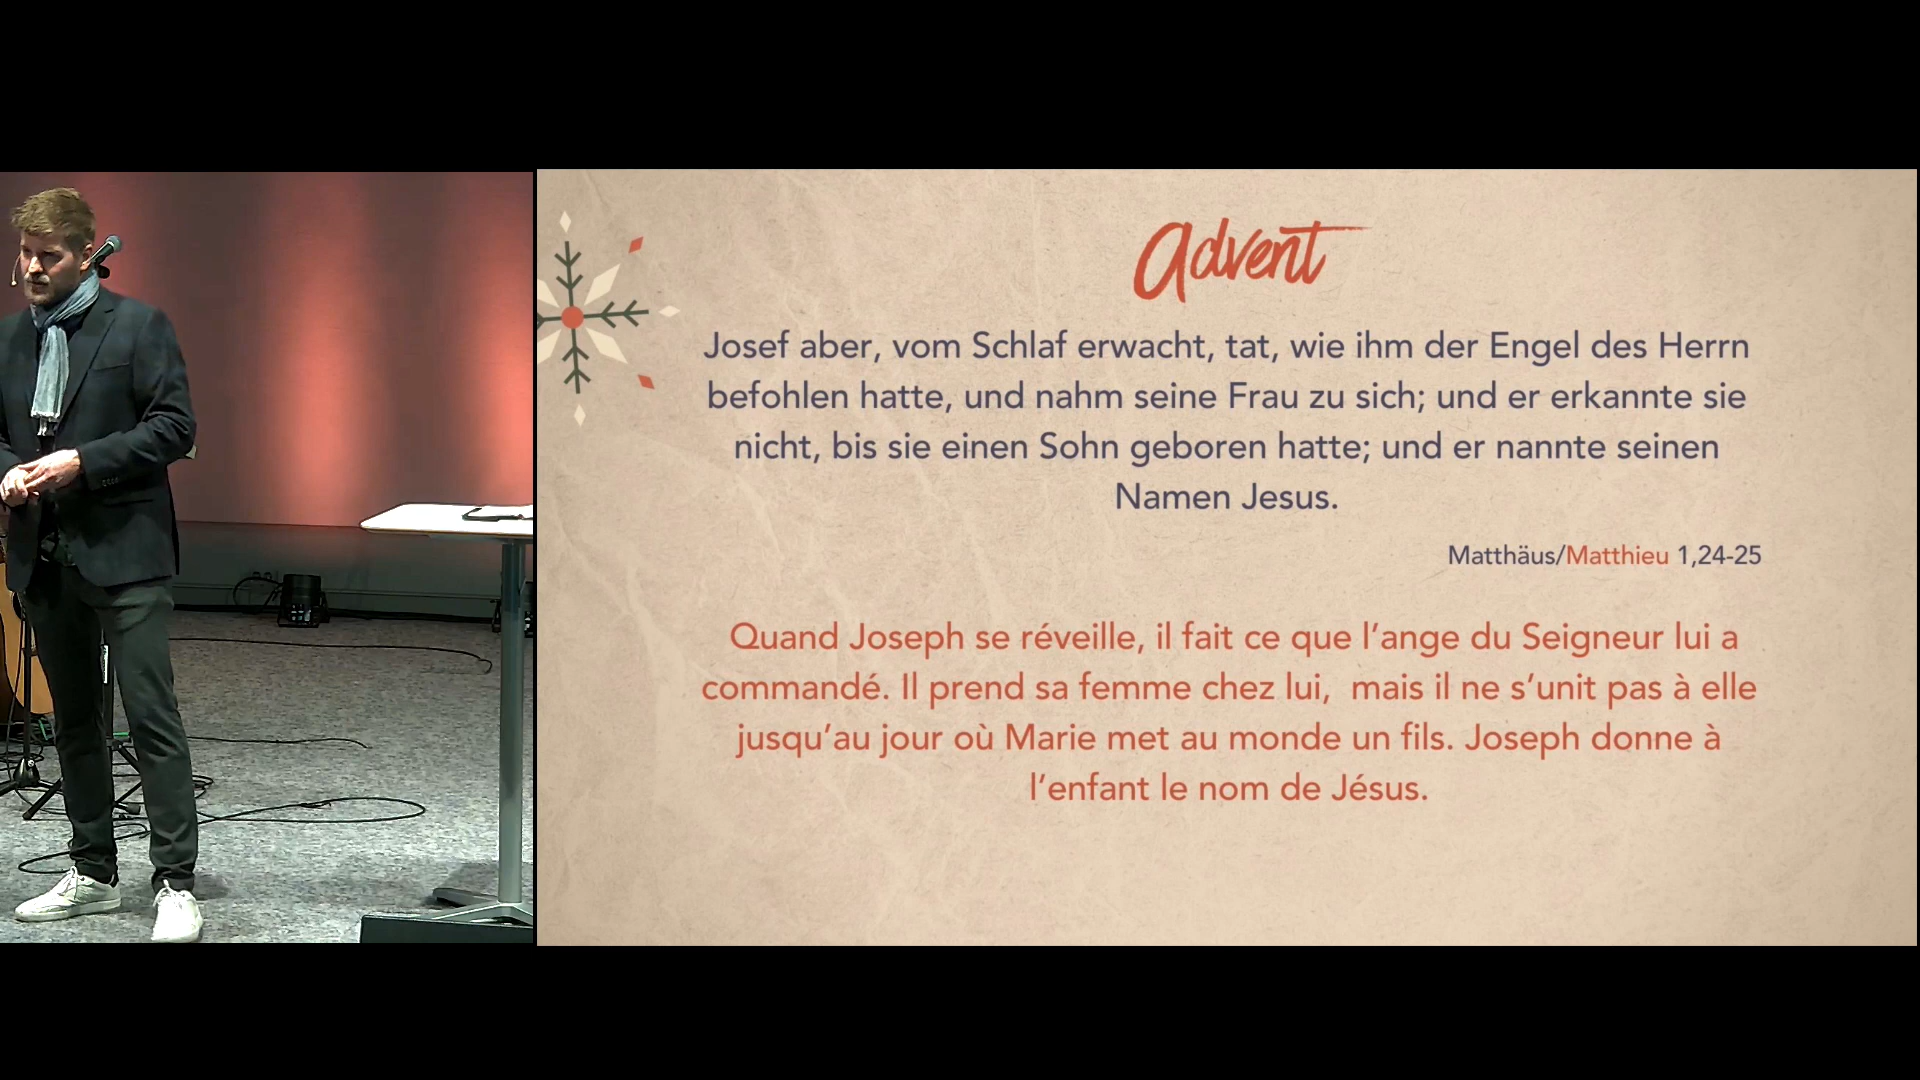 Advent
Josef aber, vom Schlaf erwacht, tat, wie ihm der Engel des Herrn
befohlen hatte, und nahm seine Frau zu sich; und er erkannte sie
nicht, bis sie einen Sohn geboren hatte; und er nannte seinen
Namen Jesus.
Matthäus/Matthieu 1,24-25
Quand Joseph se réveille, il fait ce que l’ange du Seigneur lui a
commandé. Il prend sa femme chez lui,  mais il ne s’unit pas à elle
jusqu’au jour où Marie met au monde un fils. Joseph donne à
l’enfant le nom de Jésus.